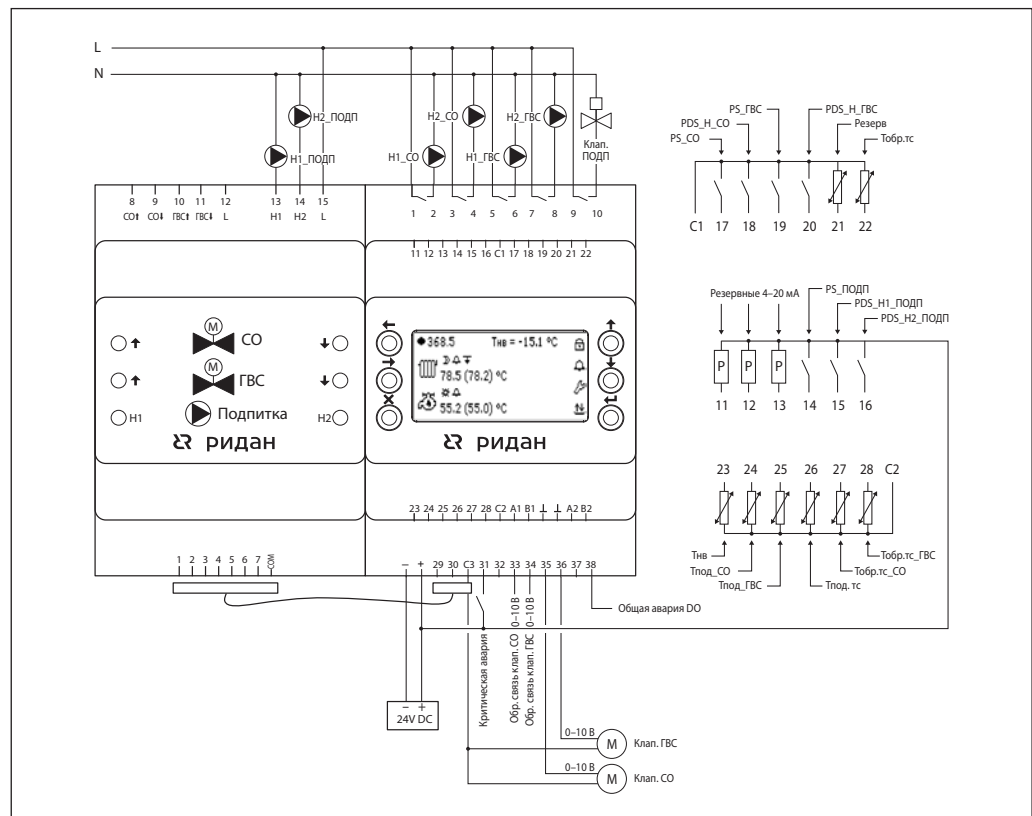 L
N
Н2_ПОДП
Н1_ПОДП
Н2_СО
Н1_СО
Н2_ГВС
Н1_ГВС
Клап.
ПОДП
8 9 10 11 12 13 14 15
СО⬆ СО⬇ ГВС⬆ ГВС⬇ L Н1 Н2 L
1 2 3 4 5 6 7 8 9 10
11 12 13 14 15 16 C1 17 18 19 20 21 22
M
СО
M
ГВС
Н1
Подпитка
Н2
ридан
368.5 Тнв = -15.1 °C
78.5 (78.2) °C
55.2 (55.0) °C
ридан
23 24 25 26 27 28 C2 A1 B1 ⊥ ⊥ A2 B2
1 2 3 4 5 6 7 COM
– + 29 30 C3 31 32 33 34 35 36 37 38
Общая авария DO
Критическая авария
Обр. связь клап. СО 0–10 В
Обр. связь клап. ГВС 0–10 В
– +
24V DC
0–10 В
M
Клап. ГВС
0–10 В
M
Клап. СО
PS_ГВС
PDS_Н_ГВС
PDS_Н_СО
Резерв
PS_СО
Тобр.тс
C1 17 18 19 20 21 22
Резервные 4–20 мА
PS_ПОДП
PDS_Н1_ПОДП
PDS_Н2_ПОДП
P P P
11 12 13 14 15 16
23 24 25 26 27 28 C2
Тнв
Тпод_СО
Тпод_ГВС
Тобр.тс_ГВС
Тобр.тс_СО
Тпод. тс